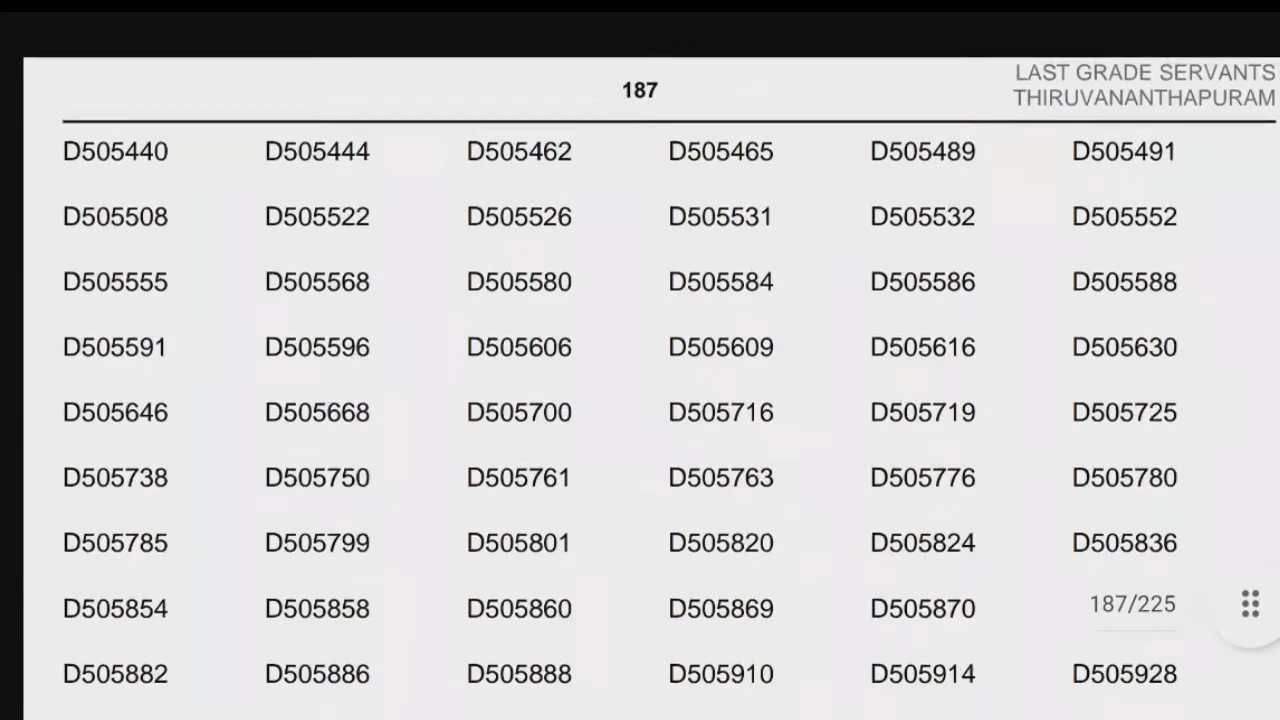 LAST GRADE SERVANTS
187
THIRUVANANTHAPURAM
D505440 D505444 D505462 D505465 D505489 D505491
D505508 D505522 D505526 D505531 D505532 D505552
D505555 D505568 D505580 D505584 D505586 D505588
D505591 D505596 D505606 D505609 D505616 D505630
D505646 D505668 D505700 D505716 D505719 D505725
D505738 D505750 D505761 D505763 D505776 D505780
D505785 D505799 D505801 D505820 D505824 D505836
D505854 D505858 D505860 D505869 D505870 187/225
D505882 D505886 D505888 D505910 D505914 D505928